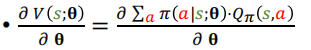 • ∂ V(s;θ) / ∂ θ = ∂ ∑ₐ π(a|s;θ)·Q_π(s,a) / ∂ θ